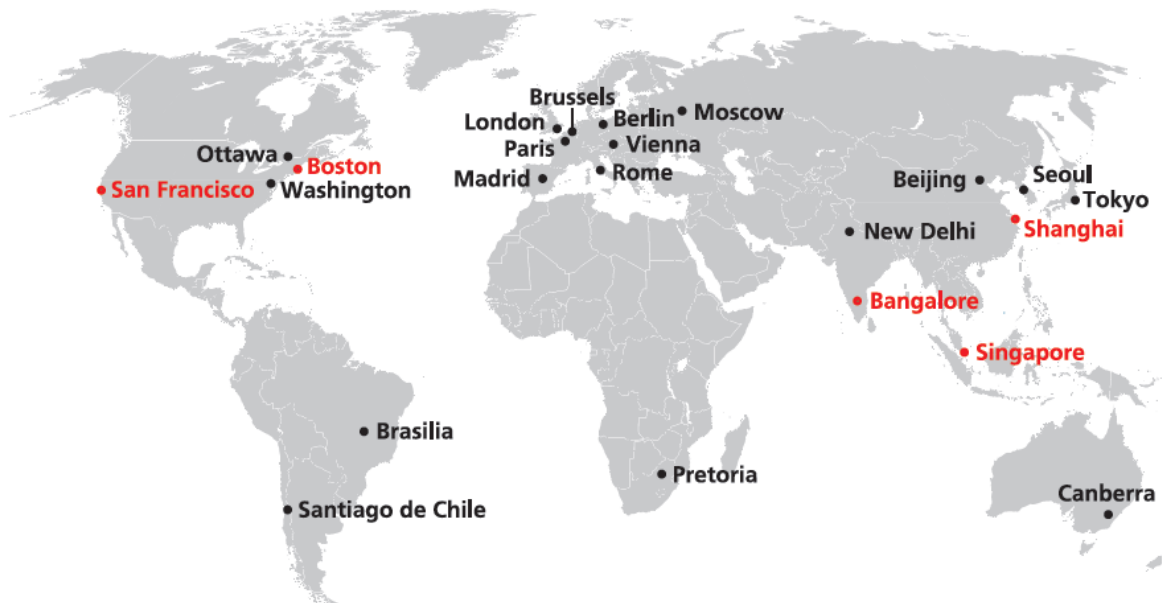 Brussels
London
Berlin
Moscow
Paris
Vienna
Ottawa
Boston
Madrid
Rome
San Francisco
Washington
Beijing
Seoul
Tokyo
New Delhi
Shanghai
Bangalore
Singapore
Brasilia
Pretoria
Canberra
Santiago de Chile